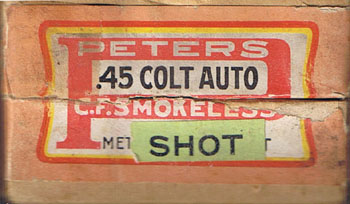 PETERS
.45 COLT AUTO
C.F. SMOKELESS
SHOT